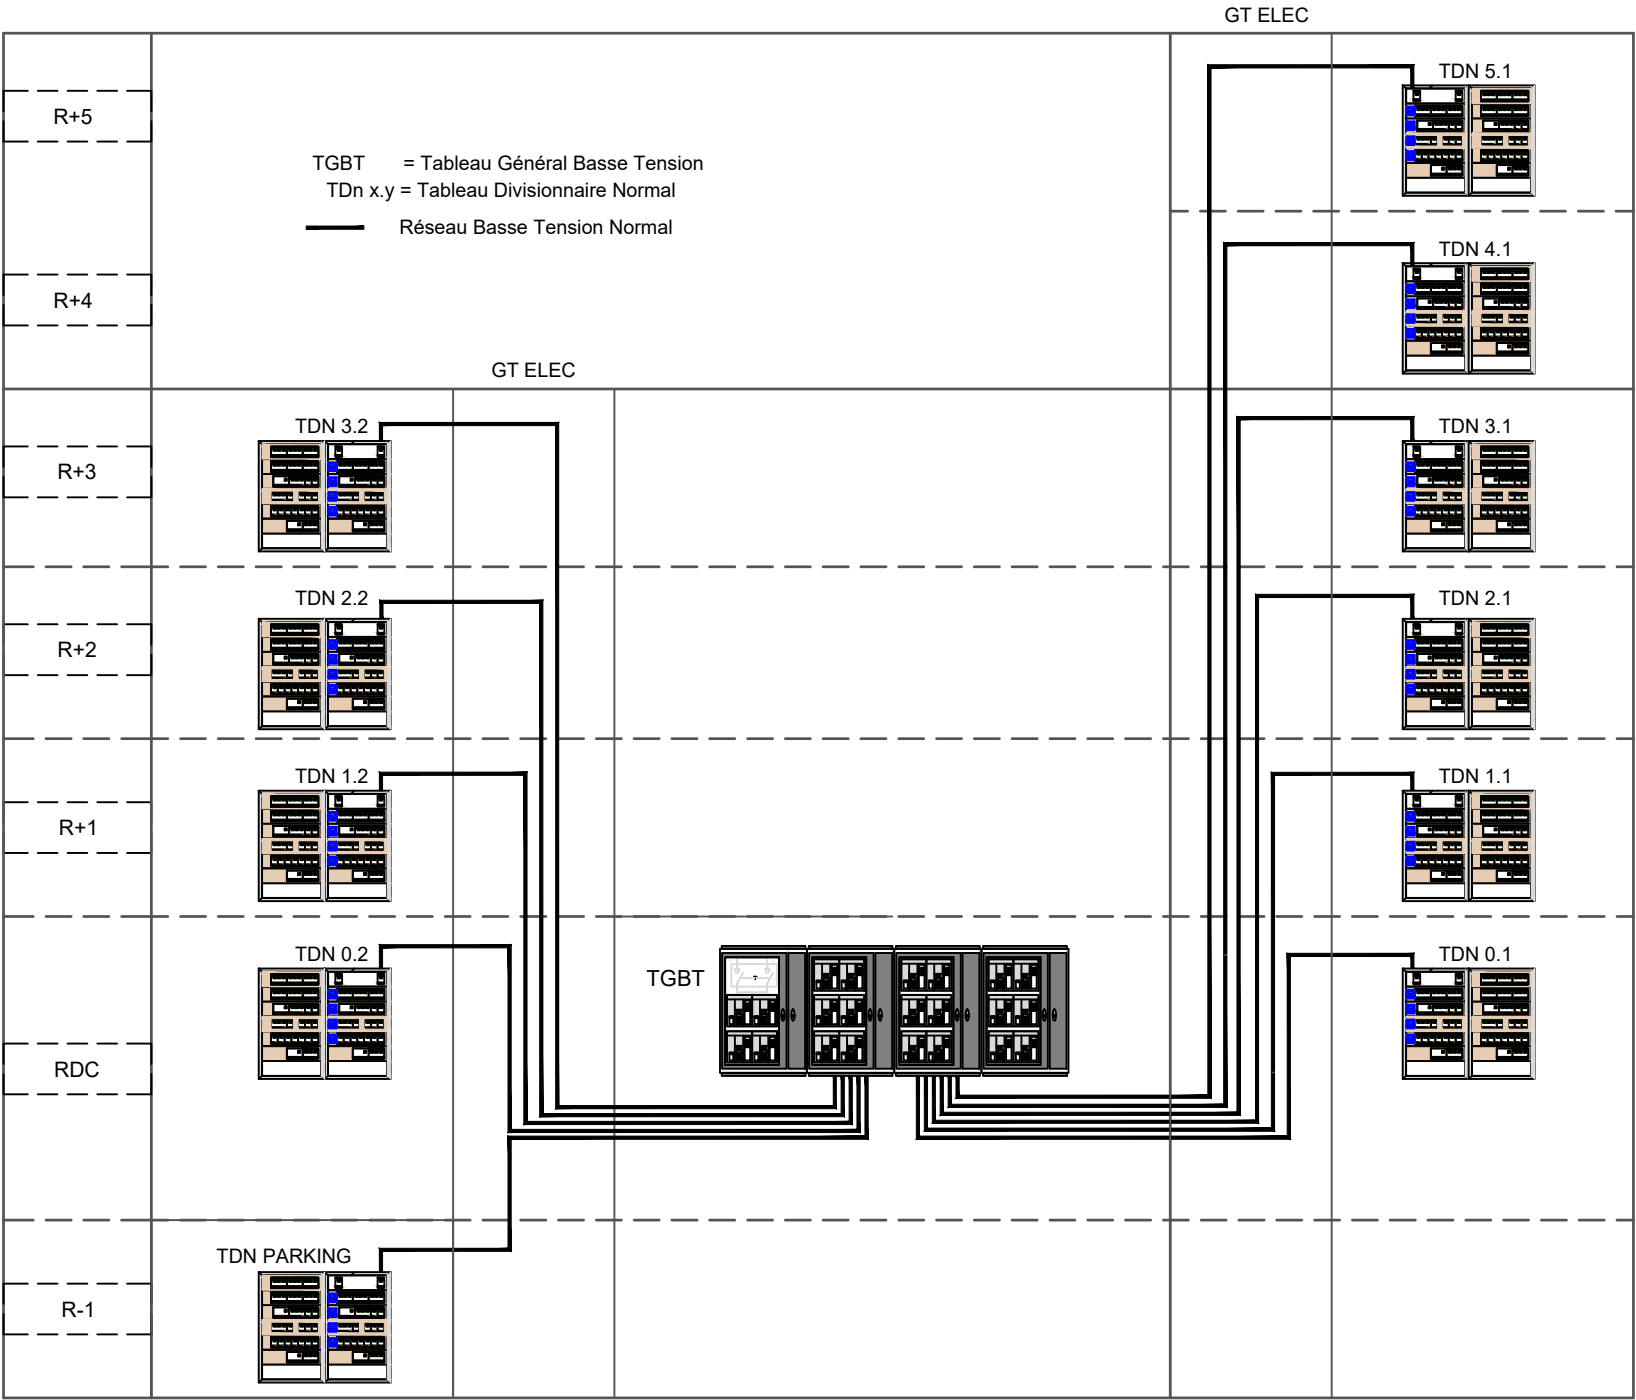 GT ELEC
TDN 5.1
R+5
TGBT = Tableau Général Basse Tension
TDn x.y = Tableau Divisionnaire Normal
Réseau Basse Tension Normal
TDN 4.1
R+4
GT ELEC
TDN 3.2
TDN 3.1
R+3
TDN 2.2
TDN 2.1
R+2
TDN 1.2
TDN 1.1
R+1
TDN 0.2
TGBT
TDN 0.1
RDC
TDN PARKING
R-1